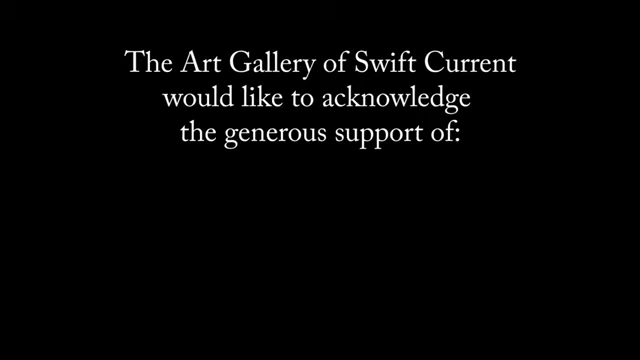 The Art Gallery of Swift Current
would like to acknowledge
the generous support of: